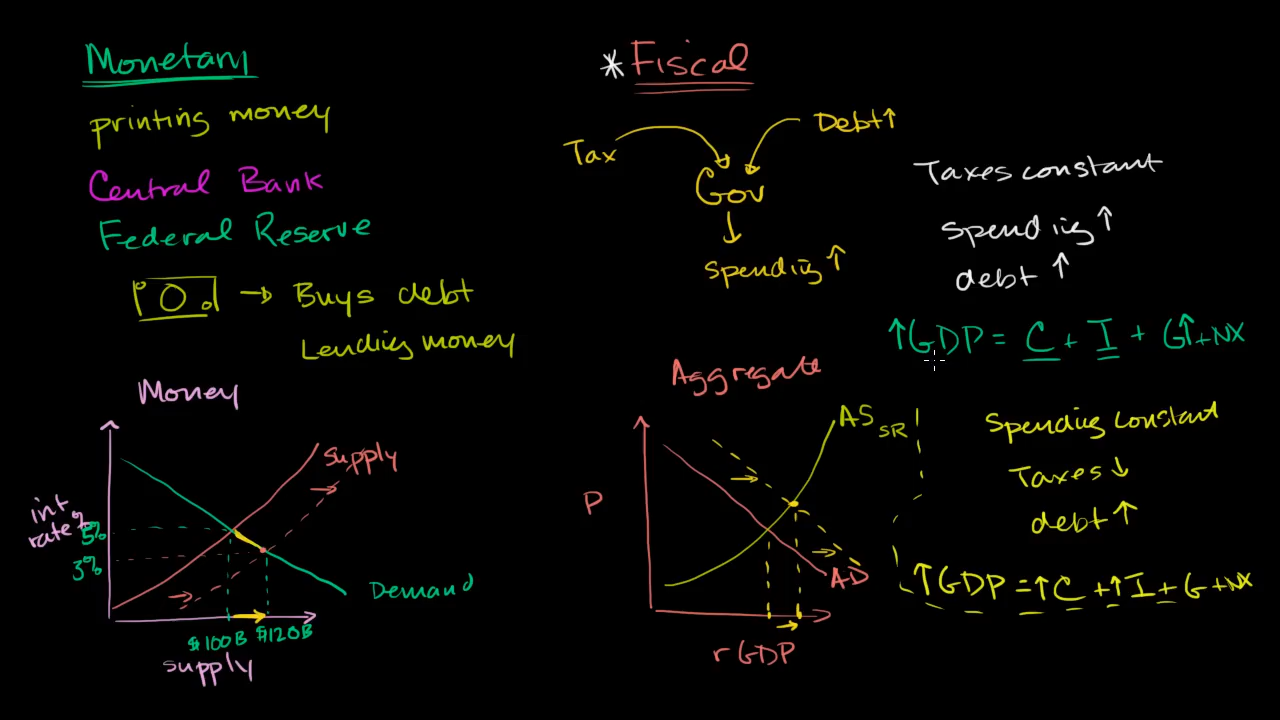 Monetary
printing money
Central Bank
Federal Reserve
→ Buys debt
Lending money
Money
int
rate %
5%
3%
supply
Demand
$100B
$120B
supply
*Fiscal
Tax
Debt↑
Gov
spending↑
Aggregate
P
AS SR
AD
rGDP
Taxes constant
spending↑
debt ↑
↑GDP = C + I + G↑ + NX
Spending constant
Taxes ↓
debt ↑
↑GDP = ↑C + ↑I + G + NX